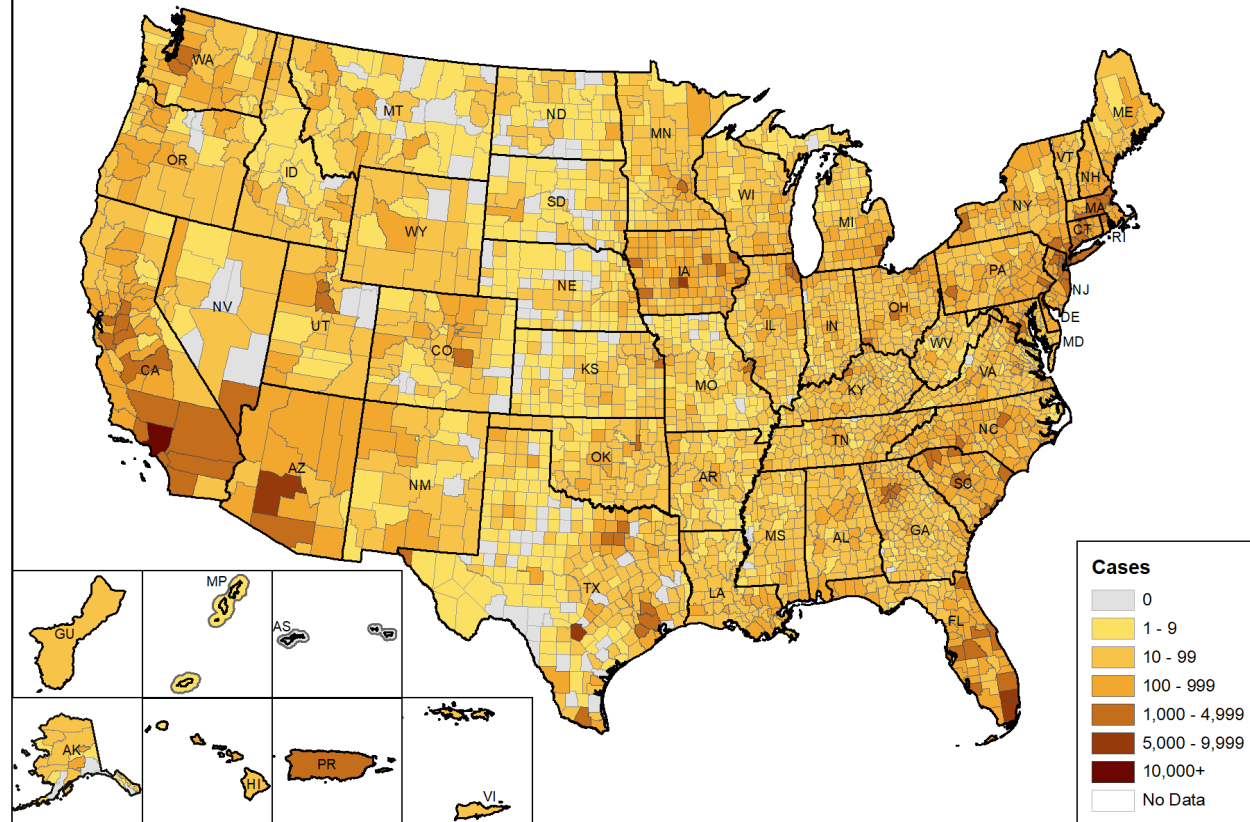 WA
MT
ND
MN
ME
OR
ID
SD
WI
VT
NH
WY
MI
NY
MA
CT
RI
NV
NE
IA
PA
UT
NJ
CO
IL
IN
OH
DE
CA
KS
MO
WV
MD
KY
VA
AZ
NM
OK
TN
NC
AR
SC
MS
AL
GA
TX
LA
FL
GU
MP
AS
AK
HI
PR
VI
Cases
0
1 - 9
10 - 99
100 - 999
1,000 - 4,999
5,000 - 9,999
10,000+
No Data